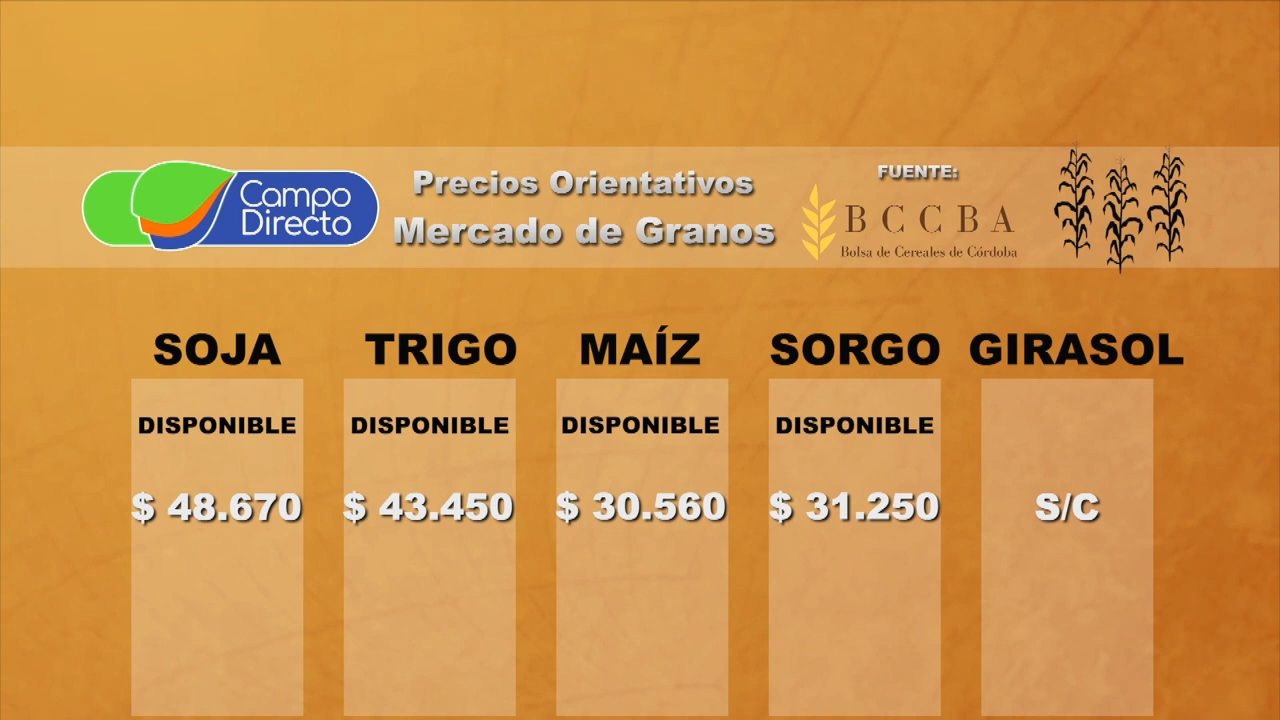 Campo
Directo
Precios Orientativos
Mercado de Granos
FUENTE:
BCCBA
Bolsa de Cereales de Córdoba
SOJA TRIGO MAÍZ SORGO GIRASOL
DISPONIBLE DISPONIBLE DISPONIBLE DISPONIBLE
$ 48.670 $ 43.450 $ 30.560 $ 31.250 S/C